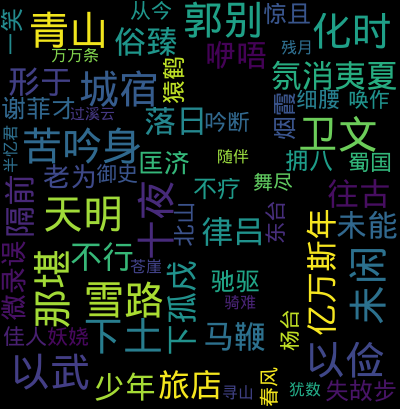 一笑
青山
从今
俗臻
郭别
惊且
化时
万万条
猿鹤
咿唔
残月
氛消夷夏
形于
城宿
谢菲才
过溪云
落日
吟断
烟霞
细腰
唤作
卫文
半忆君
苦吟身
匡济
随伴
拥八
蜀国
老为
御史
十夜
不疗
舞咫
往古
隔前
天明
北山
律吕
东台
未能
微录误
那堪
不行
苍崖
下孤戍
驰驱
亿万斯年
未闲
雪路
骑难
佳人妖娆
下土
马鞭
杨台
以武
以俭
少年
旅店
寻山
春风
犹数
失故步